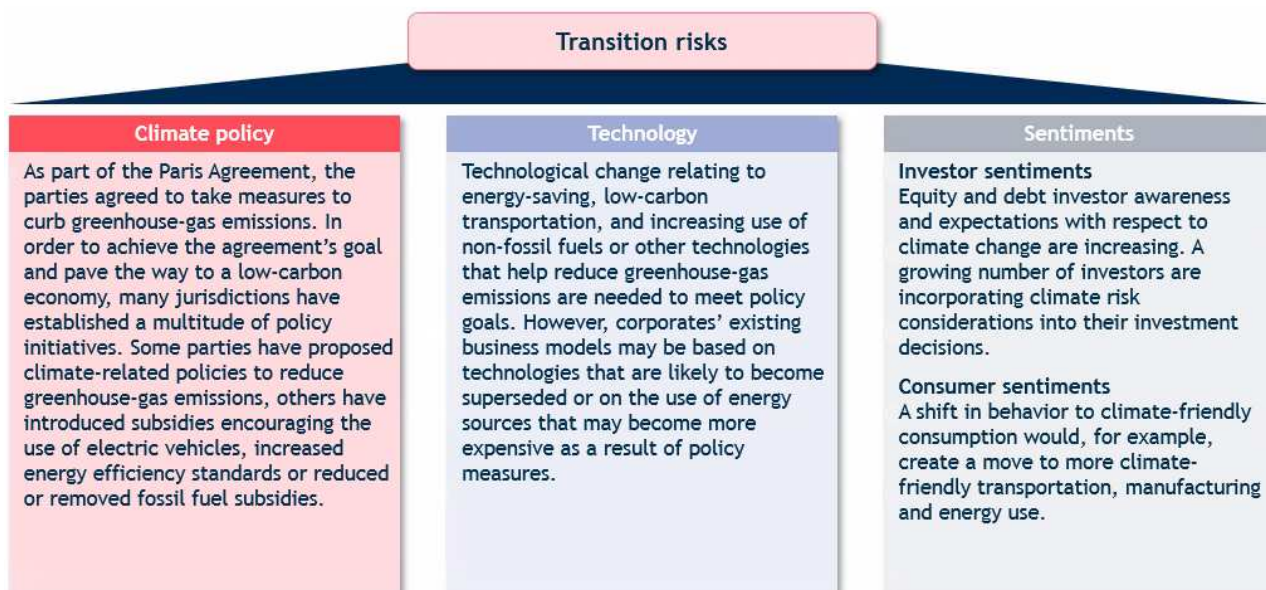 Transition risks
Climate policy
As part of the Paris Agreement, the
parties agreed to take measures to
curb greenhouse-gas emissions. In
order to achieve the agreement’s goal
and pave the way to a low-carbon
economy, many jurisdictions have
established a multitude of policy
initiatives. Some parties have proposed
climate-related policies to reduce
greenhouse-gas emissions, others have
introduced subsidies encouraging the
use of electric vehicles, increased
energy efficiency standards or reduced
or removed fossil fuel subsidies.
Technology
Technological change relating to
energy-saving, low-carbon
transportation, and increasing use of
non-fossil fuels or other technologies
that help reduce greenhouse-gas
emissions are needed to meet policy
goals. However, corporates’ existing
business models may be based on
technologies that are likely to become
superseded or on the use of energy
sources that may become more
expensive as a result of policy
measures.
Sentiments
Investor sentiments
Equity and debt investor awareness
and expectations with respect to
climate change are increasing. A
growing number of investors are
incorporating climate risk
considerations into their investment
decisions.
Consumer sentiments
A shift in behavior to climate-friendly
consumption would, for example,
create a move to more climate-
friendly transportation, manufacturing
and energy use.